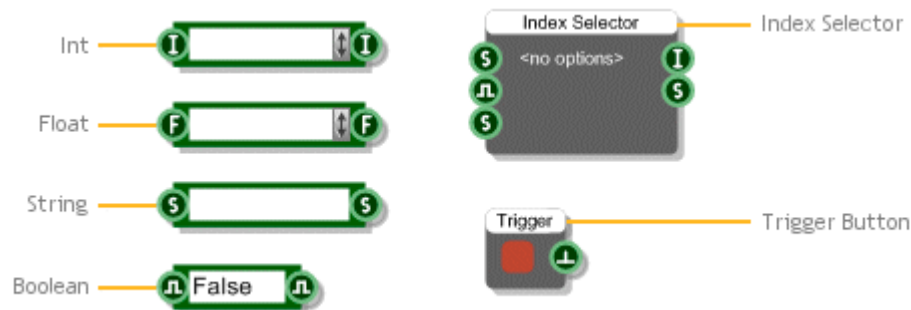 Int
I
I
Float
F
F
String
S
S
Boolean
False
Index Selector
Index Selector
S
<no options>
I
S
S
Trigger
Trigger Button